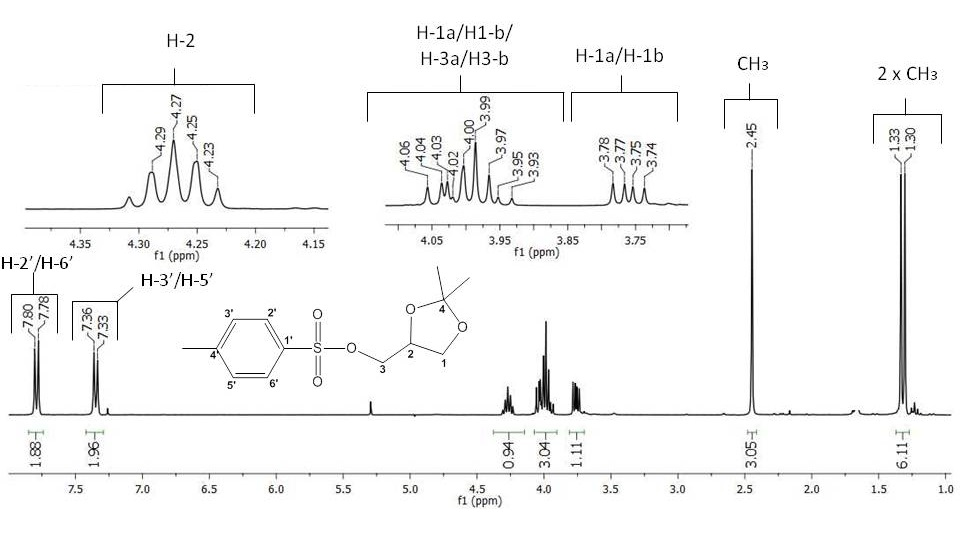 H-2
H-1a/H1-b/
H-3a/H3-b
H-1a/H-1b
CH₃
2 x CH₃
4.29
4.27
4.25
4.23
4.06
4.04
4.03
4.02
4.00
3.99
3.97
3.95
3.93
3.78
3.77
3.75
3.74
2.45
1.33
1.30
4.35 4.30 4.25 4.20 4.15
f1 (ppm)
4.05 3.95 3.85 3.75
f1 (ppm)
H-2′/H-6′
H-3′/H-5′
7.80
7.78
7.36
7.33
3′ 2′ 1′ 4′ 5′ 6′
O S O O
3 2 1 4
O O
1.88 1.96 0.94 3.04 1.11 3.05 6.11
7.5 7.0 6.5 6.0 5.5 5.0 4.5 4.0 3.5 3.0 2.5 2.0 1.5 1.0
f1 (ppm)